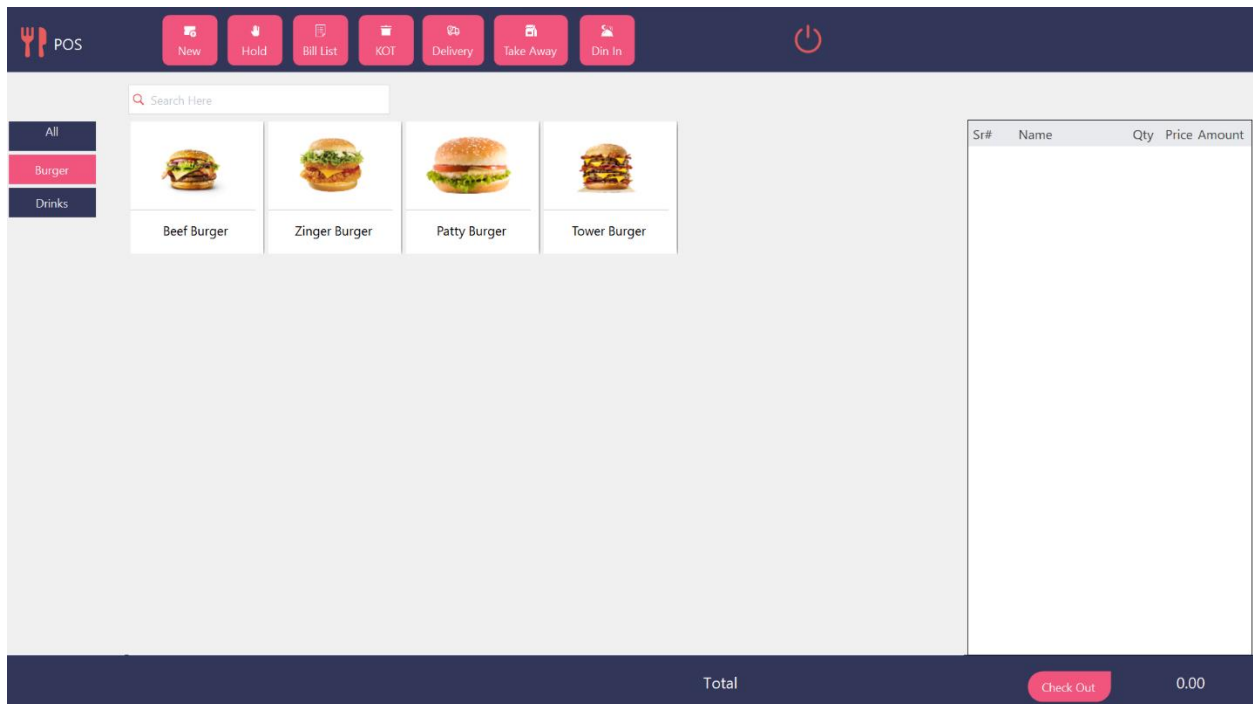 POS
New
Hold
Bill List
KOT
Delivery
Take Away
Din In
Search Here
All
Burger
Drinks
Beef Burger
Zinger Burger
Patty Burger
Tower Burger
Sr# Name Qty Price Amount
Total
Check Out
0.00